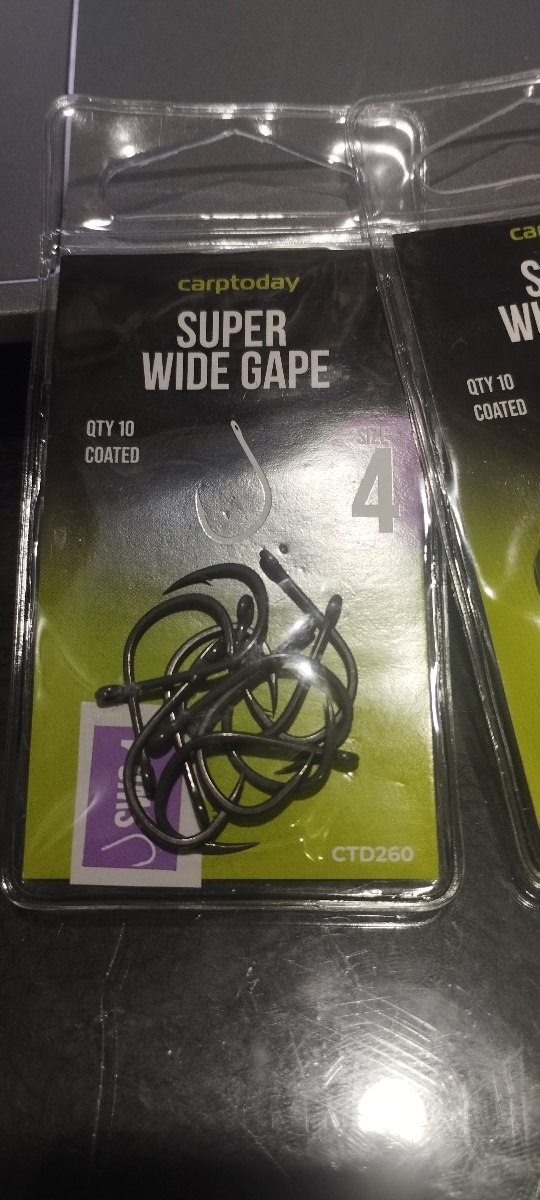 carptoday
SUPER
WIDE GAPE
QTY 10
COATED
SIZE
4
CTD260
QTY 10
COATED